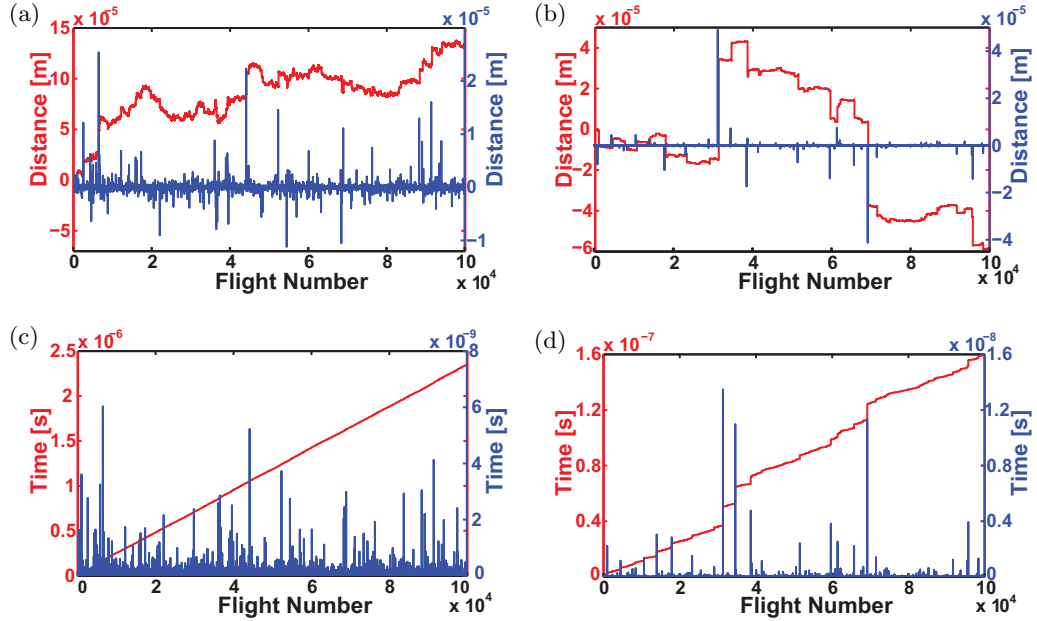 (a)
x 10⁻⁵
x 10⁻⁵
15
10
5
0
−5
Distance [m]
2
1
0
−1
Distance [m]
0 2 4 6 8 10
x 10⁴
Flight Number
(b)
x 10⁻⁵
x 10⁻⁵
4
2
0
−2
−4
−6
Distance [m]
4
2
0
−2
−4
Distance [m]
0 2 4 6 8 10
x 10⁴
Flight Number
(c)
x 10⁻⁶
x 10⁻⁹
2.5
2
1.5
1
0.5
0
Time [s]
8
6
4
2
0
Time [s]
0 2 4 6 8 10
x 10⁴
Flight Number
(d)
x 10⁻⁷
x 10⁻⁸
1.6
1.2
0.8
0.4
0
Time [s]
1.6
1.2
0.8
0.4
0
Time [s]
0 2 4 6 8 10
x 10⁴
Flight Number